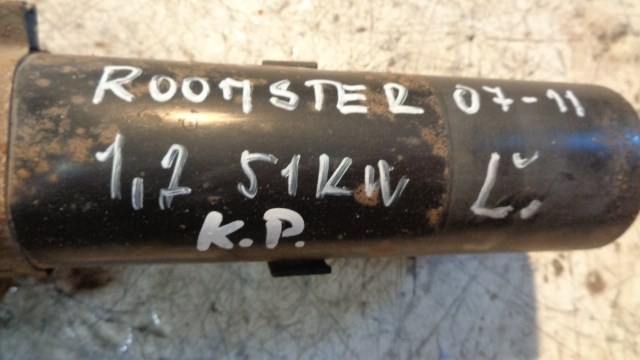 ROOMSTER 07-11
1,2 51KW Ľ.
K.P.